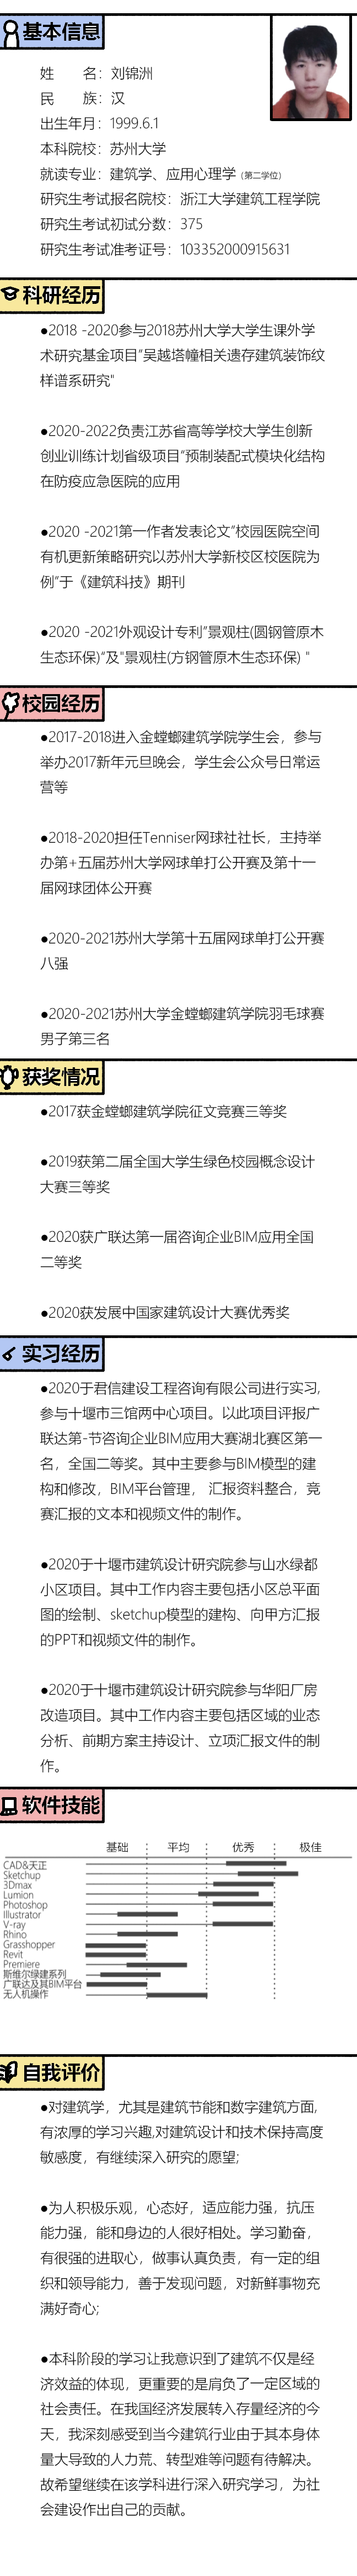 基本信息
姓 名：刘锦洲
民 族：汉
出生年月：1999.6.1
本科院校：苏州大学
就读专业：建筑学、应用心理学（第二学位）
研究生考试报名院校：浙江大学建筑工程学院
研究生考试初试分数：375
研究生考试准考证号：103352000915631
科研经历
●2018 -2020参与2018苏州大学大学生课外学
术研究基金项目"吴越塔幢相关遗存建筑装饰纹
样谱系研究"
●2020-2022负责江苏省高等学校大学生创新
创业训练计划省级项目"预制装配式模块化结构
在防疫应急医院的应用
●2020 -2021第一作者发表论文"校园医院空间
有机更新策略研究以苏州大学新校区校医院为
例"于《建筑科技》期刊
●2020 -2021外观设计专利"景观柱(圆钢管原木
生态环保)"及"景观柱(方钢管原木生态环保) "
校园经历
●2017-2018进入金螳螂建筑学院学生会，参与
举办2017新年元旦晚会，学生会公众号日常运
营等
●2018-2020担任Tenniser网球社社长，主持举
办第+五届苏州大学网球单打公开赛及第十一
届网球团体公开赛
●2020-2021苏州大学第十五届网球单打公开赛
八强
●2020-2021苏州大学金螳螂建筑学院羽毛球赛
男子第三名
获奖情况
●2017获金螳螂建筑学院征文竞赛三等奖
●2019获第二届全国大学生绿色校园概念设计
大赛三等奖
●2020获广联达第一届咨询企业BIM应用全国
二等奖
●2020获发展中国家建筑设计大赛优秀奖
实习经历
●2020于君信建设工程咨询有限公司进行实习,
参与十堰市三馆两中心项目。以此项目评报广
联达第-节咨询企业BIM应用大赛湖北赛区第一
名，全国二等奖。其中主要参与BIM模型的建
构和修改，BIM平台管理， 汇报资料整合，竞
赛汇报的文本和视频文件的制作。
●2020于十堰市建筑设计研究院参与山水绿都
小区项目。其中工作内容主要包括小区总平面
图的绘制、sketchup模型的建构、向甲方汇报
的PPT和视频文件的制作。
●2020于十堰市建筑设计研究院参与华阳厂房
改造项目。其中工作内容主要包括区域的业态
分析、前期方案主持设计、立项汇报文件的制
作。
软件技能
基础 平均 优秀 极佳
CAD&天正
Sketchup
3Dmax
Lumion
Photoshop
Illustrator
V-ray
Rhino
Grasshopper
Revit
Premiere
斯维尔绿建系列
广联达及其BIM平台
无人机操作
自我评价
●对建筑学，尤其是建筑节能和数字建筑方面,
有浓厚的学习兴趣,对建筑设计和技术保持高度
敏感度，有继续深入研究的愿望;
●为人积极乐观，心态好，适应能力强，抗压
能力强，能和身边的人很好相处。学习勤奋，
有很强的进取心，做事认真负责，有一定的组
织和领导能力，善于发现问题，对新鲜事物充
满好奇心;
●本科阶段的学习让我意识到了建筑不仅是经
济效益的体现，更重要的是肩负了一定区域的
社会责任。在我国经济发展转入存量经济的今
天，我深刻感受到当今建筑行业由于其本身体
量大导致的人力荒、转型难等问题有待解决。
故希望继续在该学科进行深入研究学习，为社
会建设作出自己的贡献。